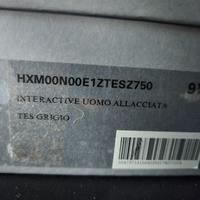 HXM00N00E1ZTESZ750
INTERACTIVE UOMO ALLACCIATA
TES GRIGIO